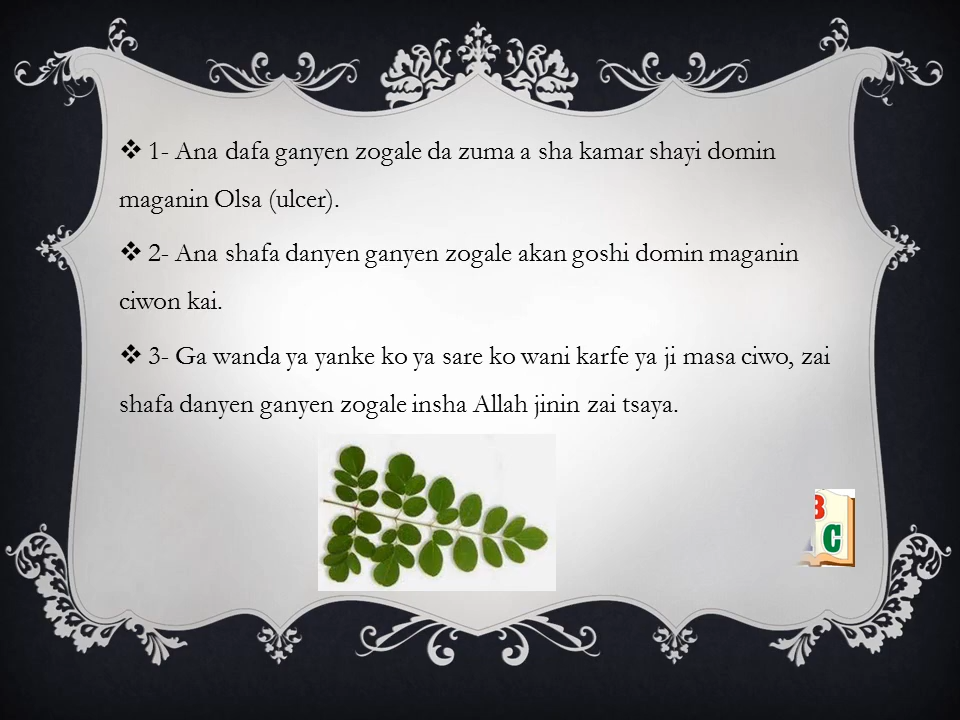 ❖ 1- Ana dafa ganyen zogale da zuma a sha kamar shayi domin
maganin Olsa (ulcer).
❖ 2- Ana shafa danyen ganyen zogale akan goshi domin maganin
ciwon kai.
❖ 3- Ga wanda ya yanke ko ya sare ko wani karfe ya ji masa ciwo, zai
shafa danyen ganyen zogale insha Allah jinin zai tsaya.
B
C